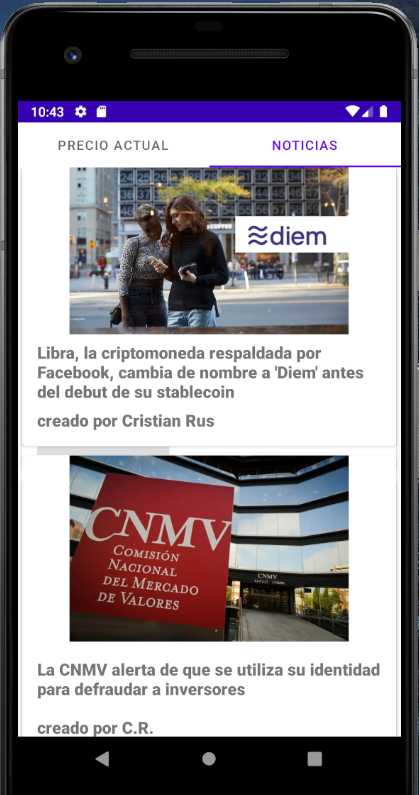 10:43
PRECIO ACTUAL
NOTICIAS
diem
Libra, la criptomoneda respaldada por
Facebook, cambia de nombre a 'Diem' antes
del debut de su stablecoin
creado por Cristian Rus
CNMV
COMISIÓN
NACIONAL
DEL MERCADO
DE VALORES
CNMV
La CNMV alerta de que se utiliza su identidad
para defraudar a inversores
creado por C.R.